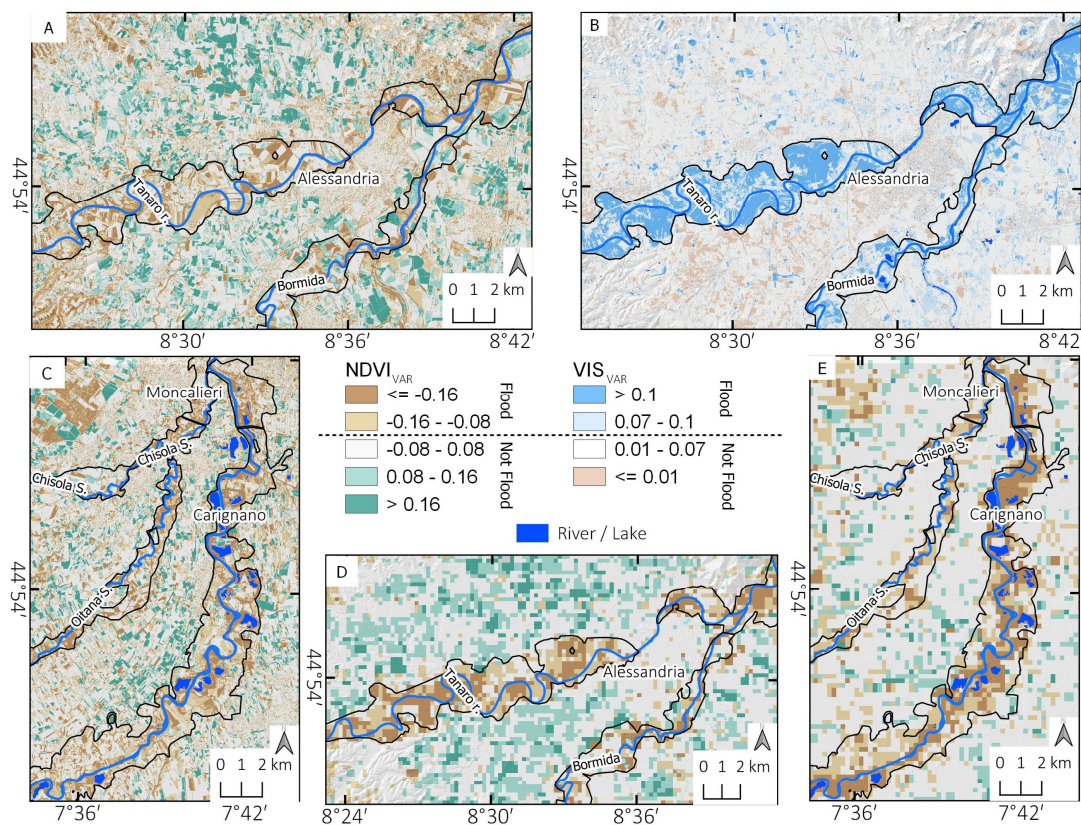 A
44°54′
Tanaro r.
Alessandria
Bormida
0 1 2 km
8°30′
8°36′
8°42′
B
44°54′
Tanaro r.
Alessandria
Bormida
0 1 2 km
8°30′
8°36′
8°42′
C
Moncalieri
Chisola S.
Chisola S.
Carignano
44°54′
Oitana S.
0 1 2 km
7°36′
7°42′
NDVI VAR
<= -0.16
-0.16 - -0.08
-0.08 - 0.08
0.08 - 0.16
> 0.16
Flood
Not Flood
VIS VAR
> 0.1
0.07 - 0.1
0.01 - 0.07
<= 0.01
Flood
Not Flood
River / Lake
D
44°54′
Tanaro r.
Alessandria
Bormida
0 1 2 km
8°24′
8°30′
8°36′
E
Moncalieri
Chisola S.
Chisola S.
Carignano
44°54′
Oitana S.
0 1 2 km
7°36′
7°42′